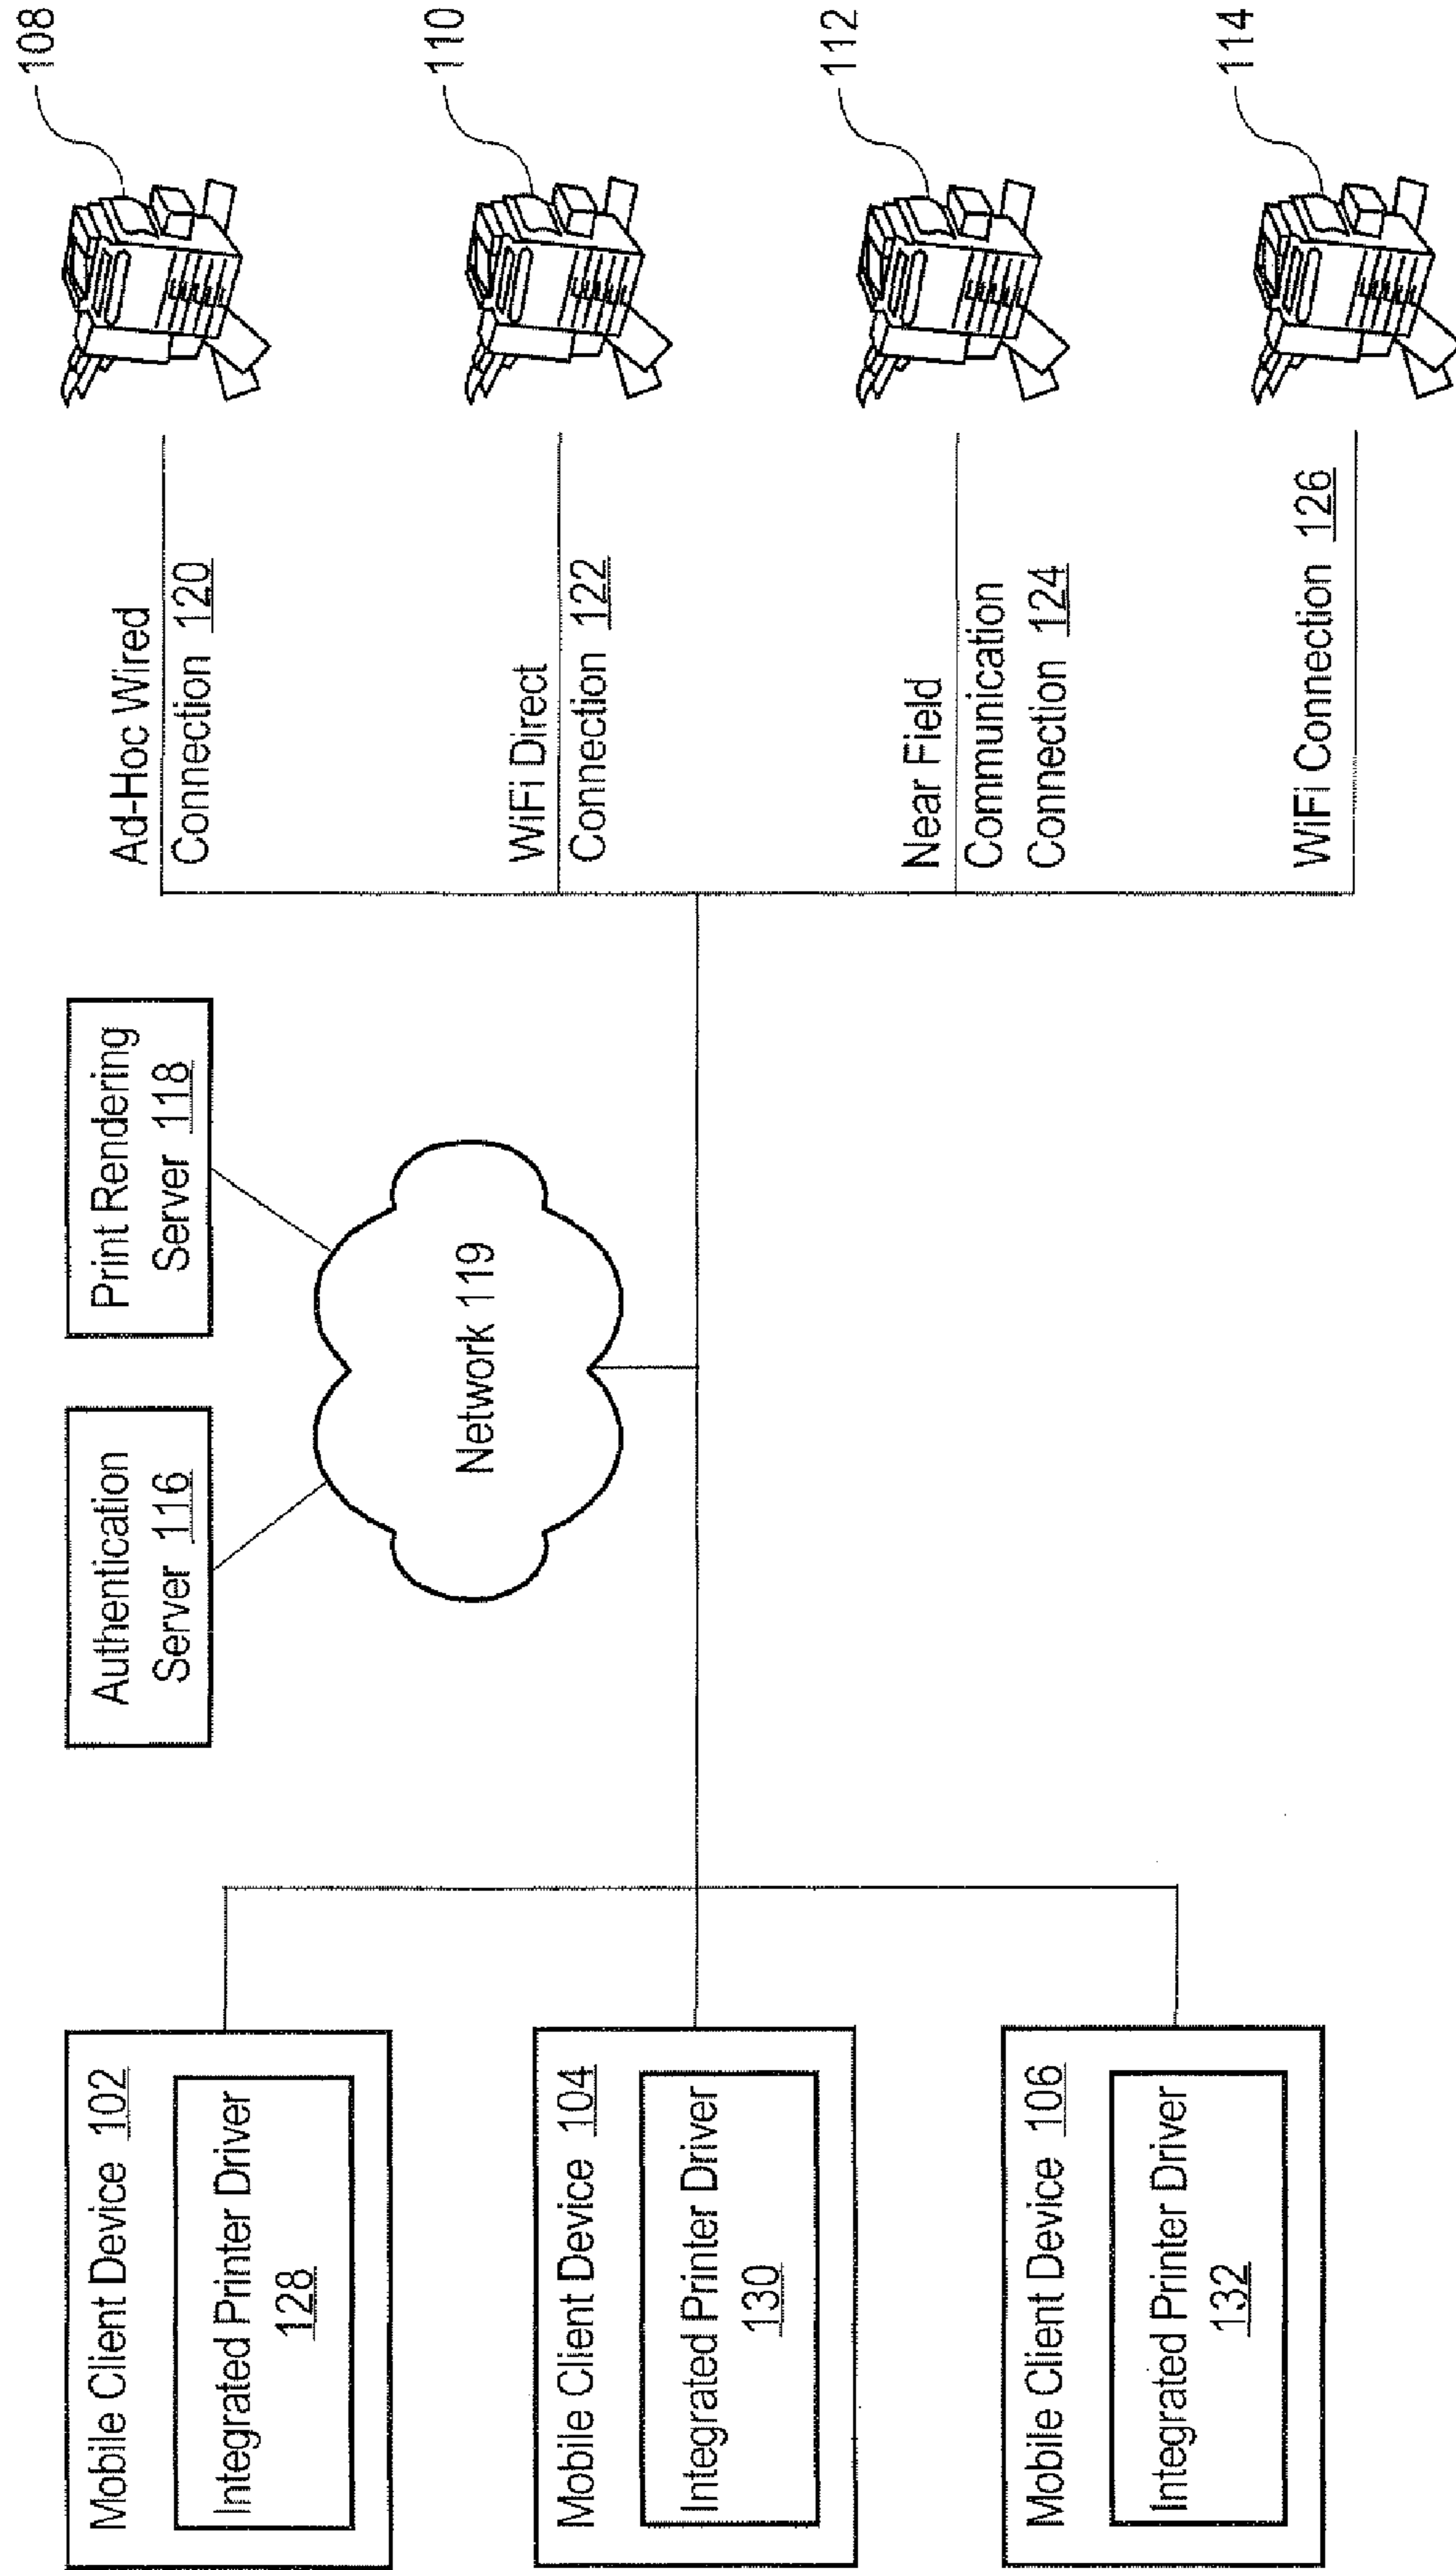 Mobile Client Device 102
Integrated Printer Driver
128
Mobile Client Device 104
Integrated Printer Driver
130
Mobile Client Device 106
Integrated Printer Driver
132
Authentication
Server 116
Print Rendering
Server 118
Network 119
Ad-Hoc Wired
Connection 120
WiFi Direct
Connection 122
Near Field
Communication
Connection 124
WiFi Connection 126
108
110
112
114